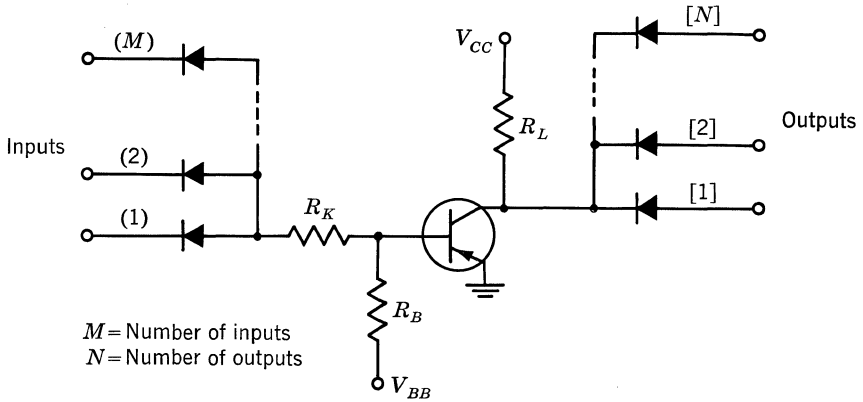 (M)
V_CC
[N]
R_L
Inputs
(2)
[2]
Outputs
(1)
R_K
[1]
R_B
M = Number of inputs
N = Number of outputs
V_BB